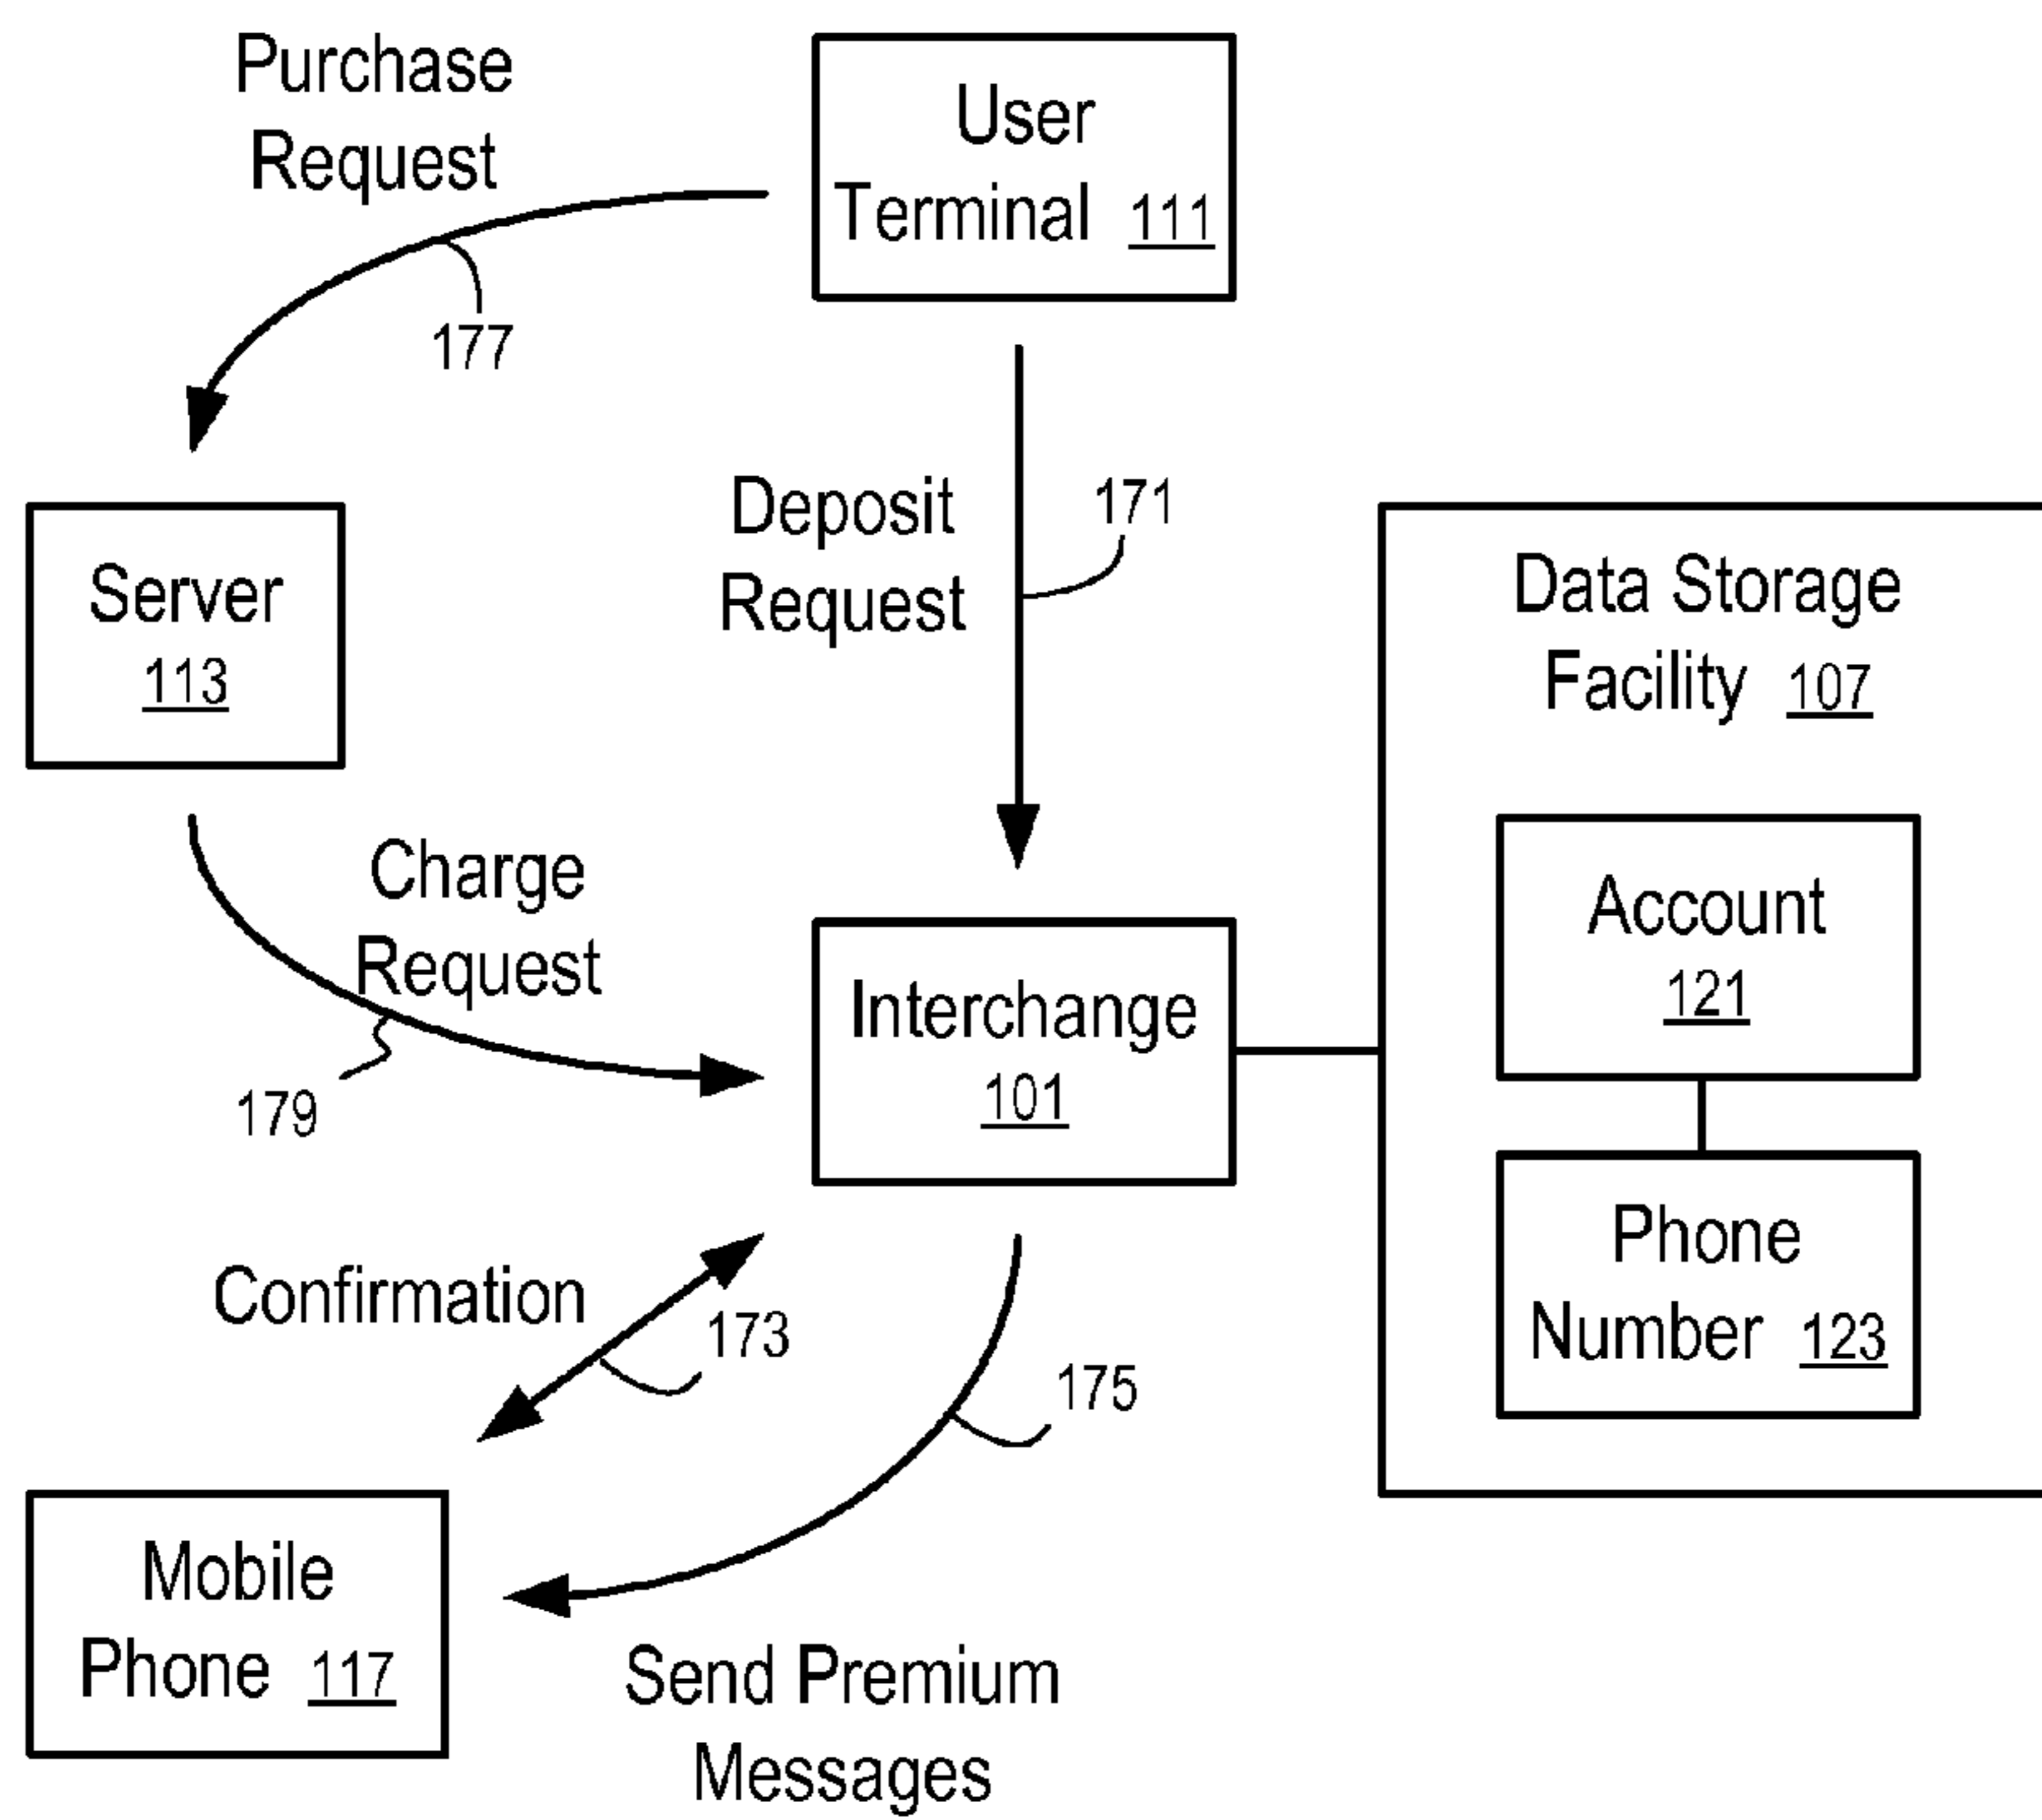 Purchase
Request
177
User
Terminal 111
Deposit
Request
171
Server
113
Data Storage
Facility 107
Charge
Request
179
Account
121
Interchange
101
Phone
Number 123
Confirmation
173
175
Mobile
Phone 117
Send Premium
Messages